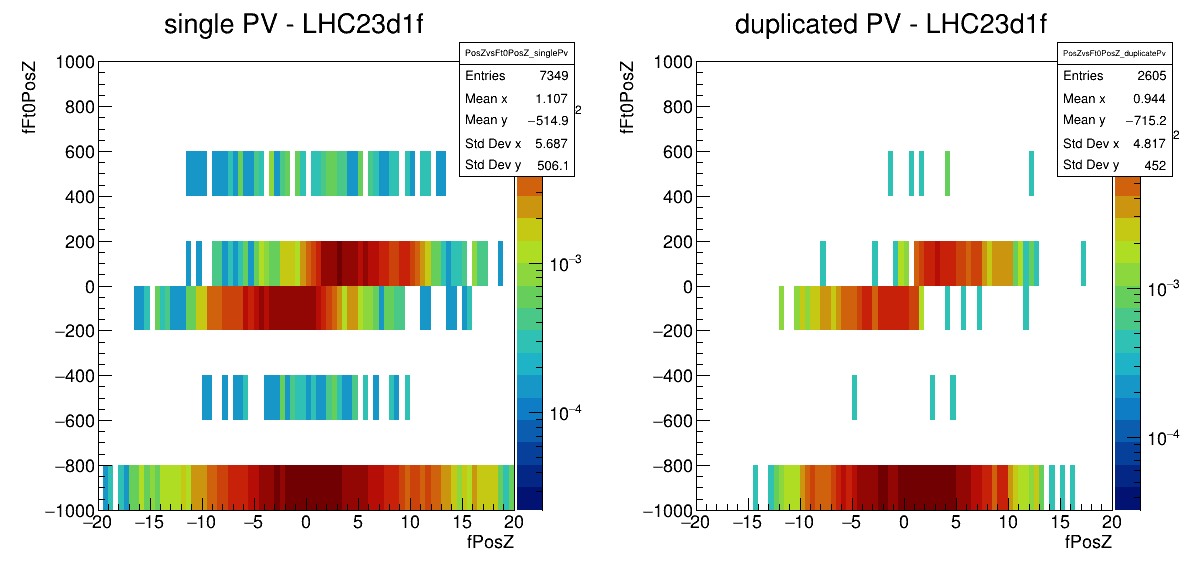 single PV - LHC23d1f
fFt0PosZ
PosZvsFt0PosZ_singlePv
Entries 7349
Mean x 1.107
Mean y −514.9
Std Dev x 5.687
Std Dev y 506.1
2
1000
800
600
400
200
0
−200
−400
−600
−800
−1000
10−3
10−4
−20 −15 −10 −5 0 5 10 15 20
fPosZ
duplicated PV - LHC23d1f
fFt0PosZ
PosZvsFt0PosZ_duplicatePv
Entries 2605
Mean x 0.944
Mean y −715.2
Std Dev x 4.817
Std Dev y 452
2
1000
800
600
400
200
0
−200
−400
−600
−800
−1000
10−3
10−4
−20 −15 −10 −5 0 5 10 15 20
fPosZ